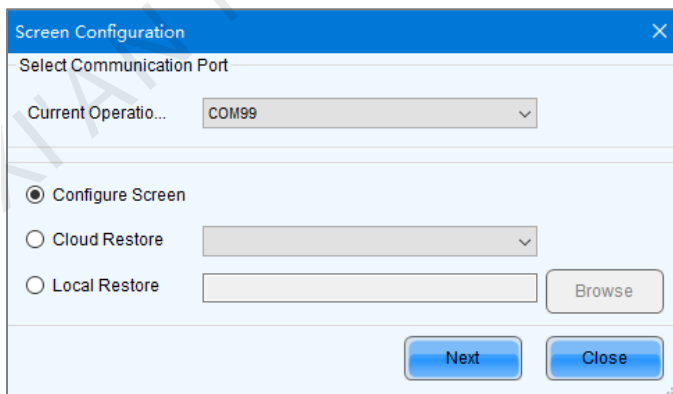 Screen Configuration
Select Communication Port
Current Operatio... COM99
Configure Screen
Cloud Restore
Local Restore Browse
Next Close